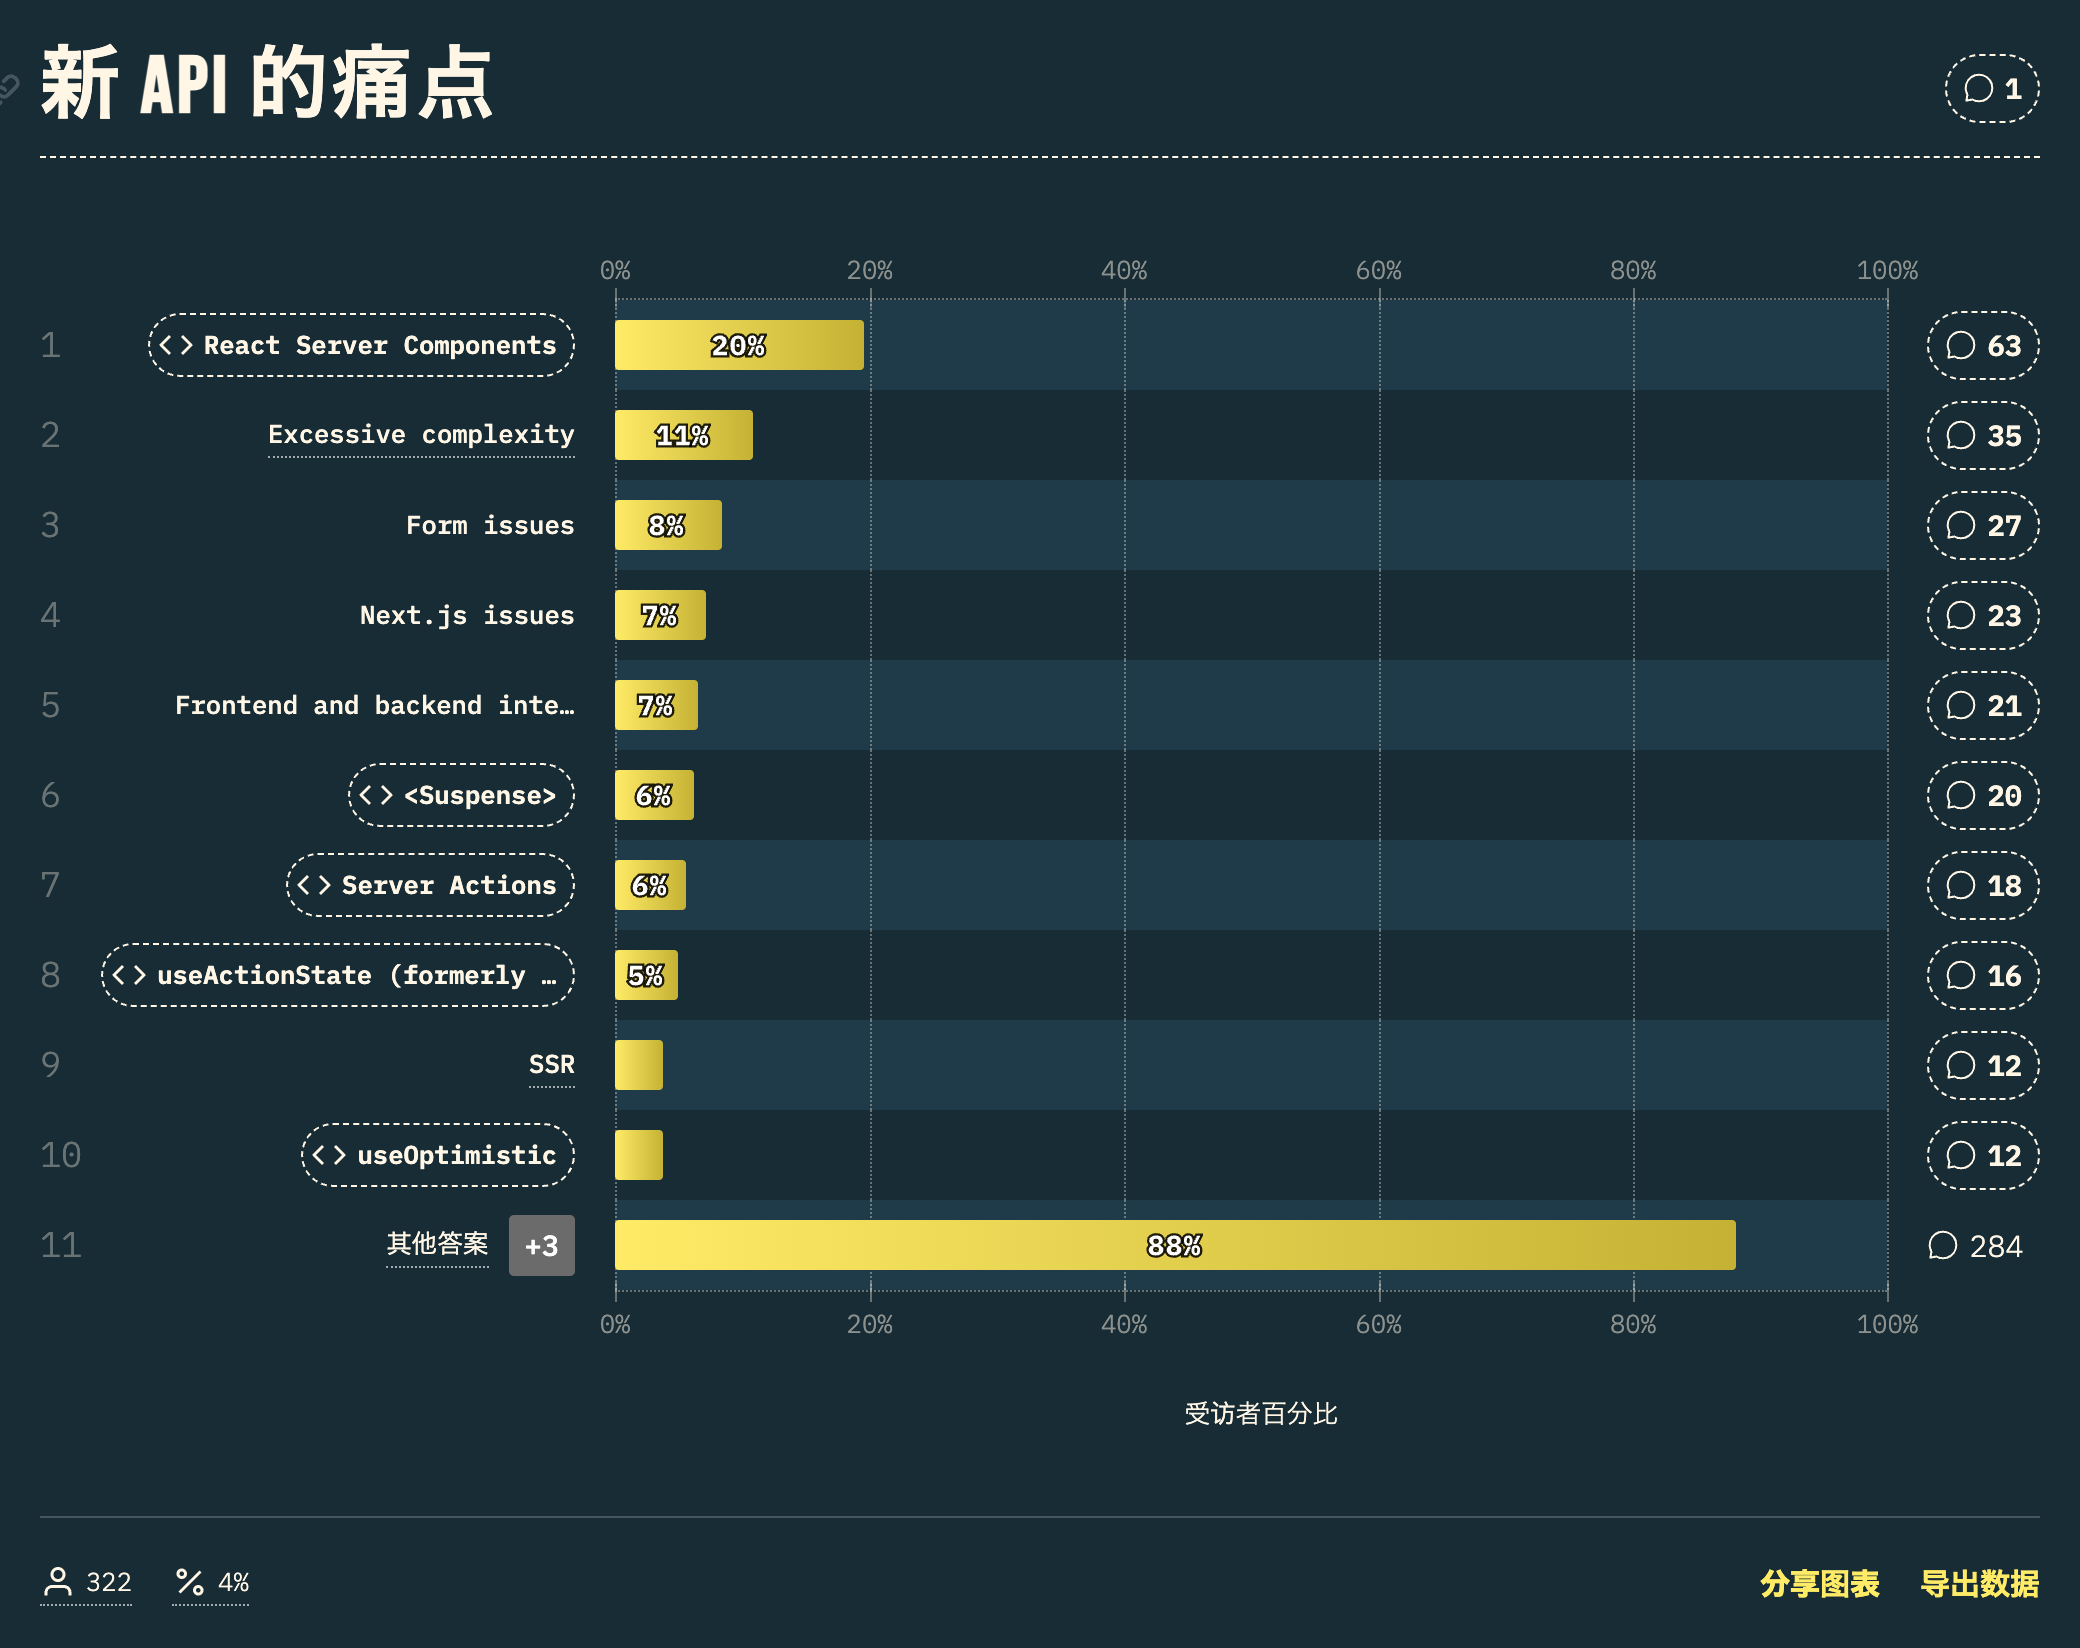 新 API 的痛点
1
0% 20% 40% 60% 80% 100%
1 <> React Server Components 20% 63
2 Excessive complexity 11% 35
3 Form issues 8% 27
4 Next.js issues 7% 23
5 Frontend and backend inte… 7% 21
6 <> <Suspense> 6% 20
7 <> Server Actions 6% 18
8 <> useActionState (formerly … 5% 16
9 SSR 12
10 <> useOptimistic 12
11 其他答案 +3 88% 284
0% 20% 40% 60% 80% 100%
受访者百分比
322 % 4% 分享图表 导出数据